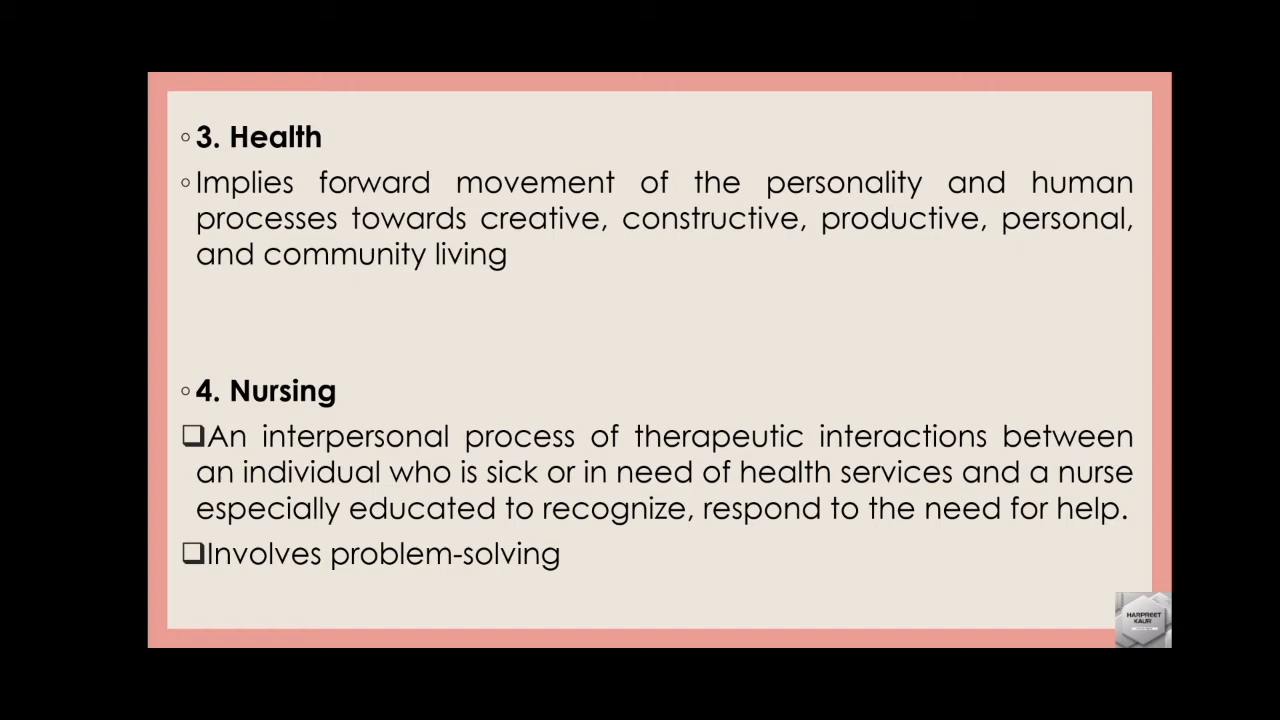 ◦ 3. Health
◦ Implies forward movement of the personality and human
processes towards creative, constructive, productive, personal,
and community living
◦ 4. Nursing
❑An interpersonal process of therapeutic interactions between
an individual who is sick or in need of health services and a nurse
especially educated to recognize, respond to the need for help.
❑Involves problem-solving
HARPREET
KAUR